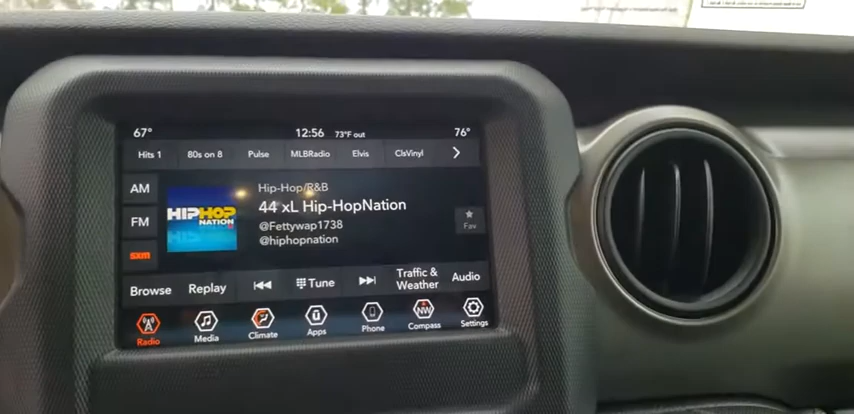 67° 12:56 73°F out 76°
Hits 1 80s on 8 Pulse MLBRadio Elvis ClsVinyl >
AM
FM
sxm
HIPHOP
NATION
Hip-Hop/R&B
44 xL Hip-HopNation
@Fettywap1738
@hiphopnation
Fav
Browse Replay Tune Traffic & Weather Audio
Radio Media Climate Apps Phone NW Compass Settings